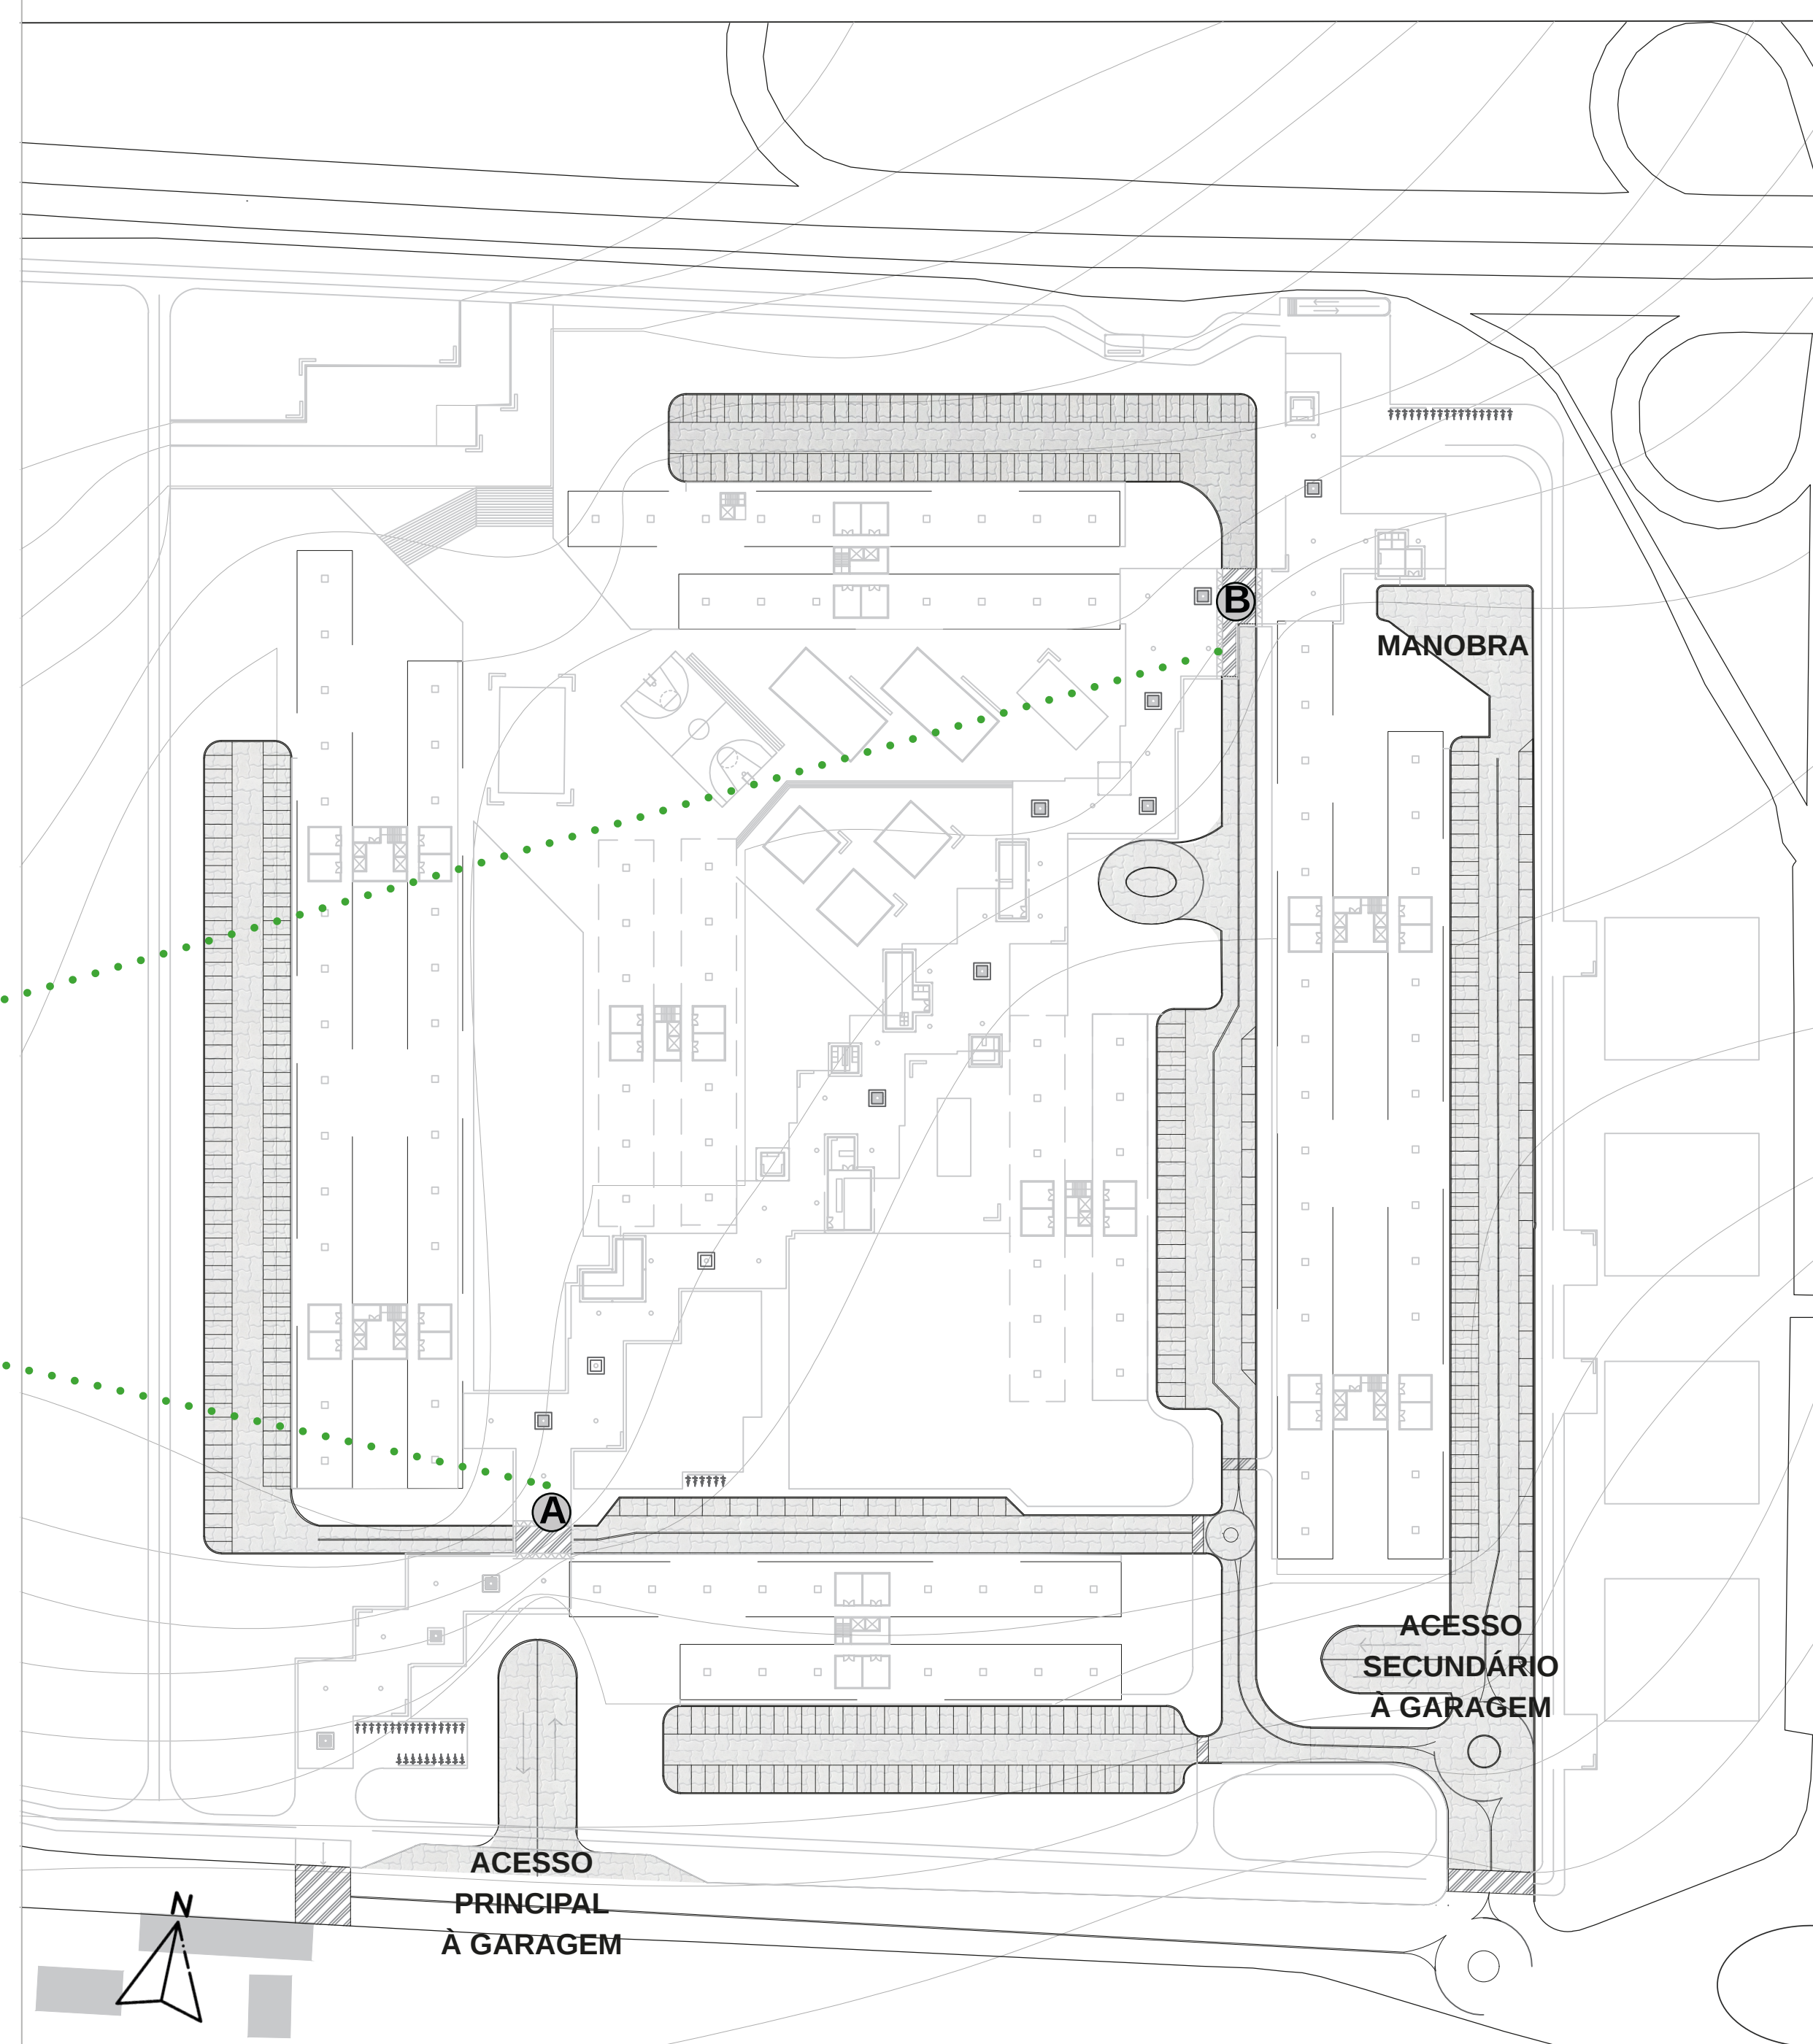 B
MANOBRA
A
ACESSO
SECUNDÁRIO
À GARAGEM
ACESSO
PRINCIPAL
À GARAGEM
N